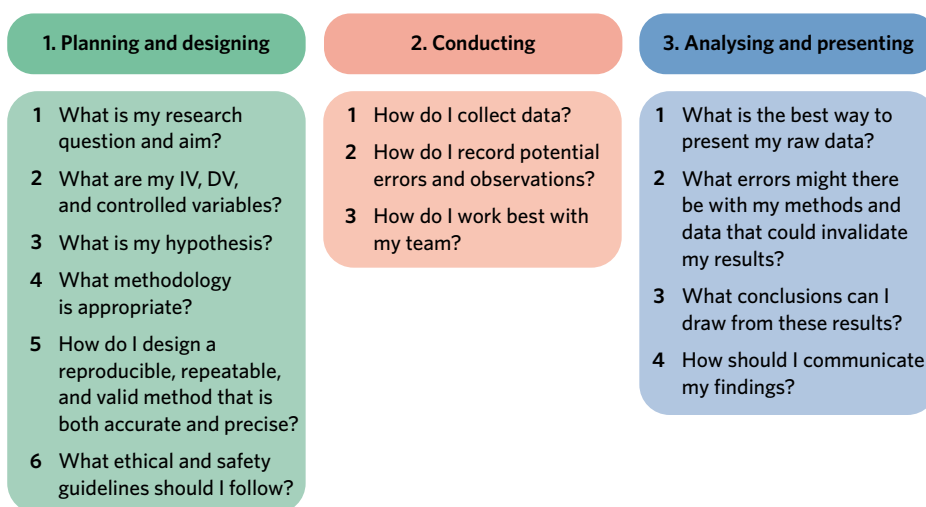 1. Planning and designing
1 What is my research
question and aim?
2 What are my IV, DV,
and controlled variables?
3 What is my hypothesis?
4 What methodology
is appropriate?
5 How do I design a
reproducible, repeatable,
and valid method that is
both accurate and precise?
6 What ethical and safety
guidelines should I follow?
2. Conducting
1 How do I collect data?
2 How do I record potential
errors and observations?
3 How do I work best with
my team?
3. Analysing and presenting
1 What is the best way to
present my raw data?
2 What errors might there
be with my methods and
data that could invalidate
my results?
3 What conclusions can I
draw from these results?
4 How should I communicate
my findings?